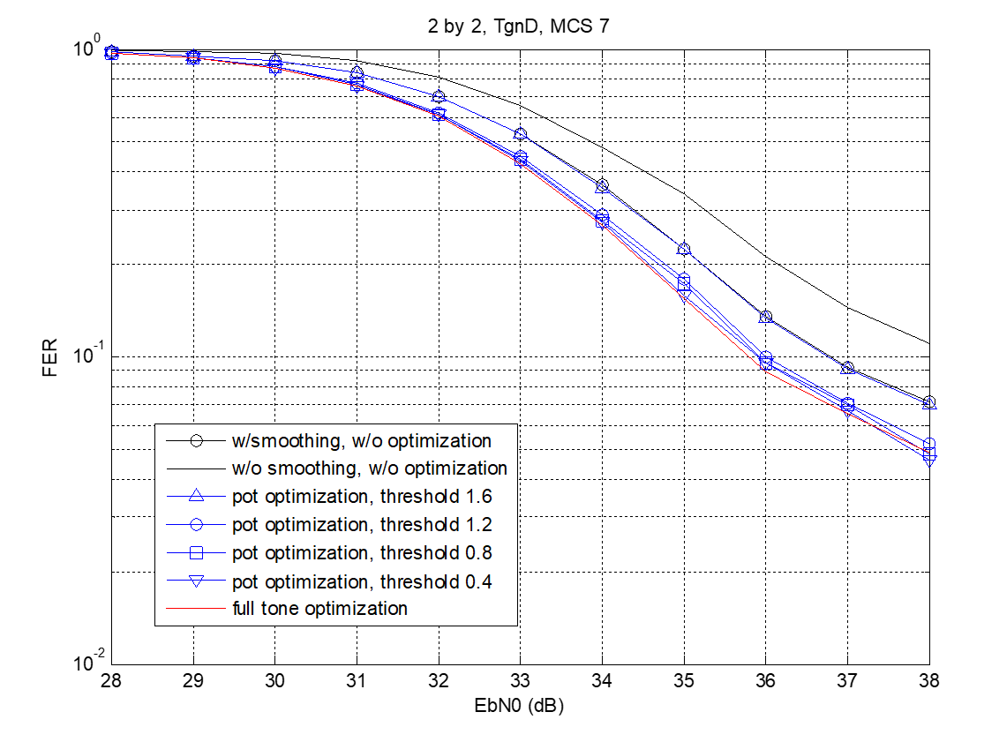 2 by 2, TgnD, MCS 7
10^0
10^-1
10^-2
FER
w/smoothing, w/o optimization
w/o smoothing, w/o optimization
pot optimization, threshold 1.6
pot optimization, threshold 1.2
pot optimization, threshold 0.8
pot optimization, threshold 0.4
full tone optimization
28 29 30 31 32 33 34 35 36 37 38
EbN0 (dB)